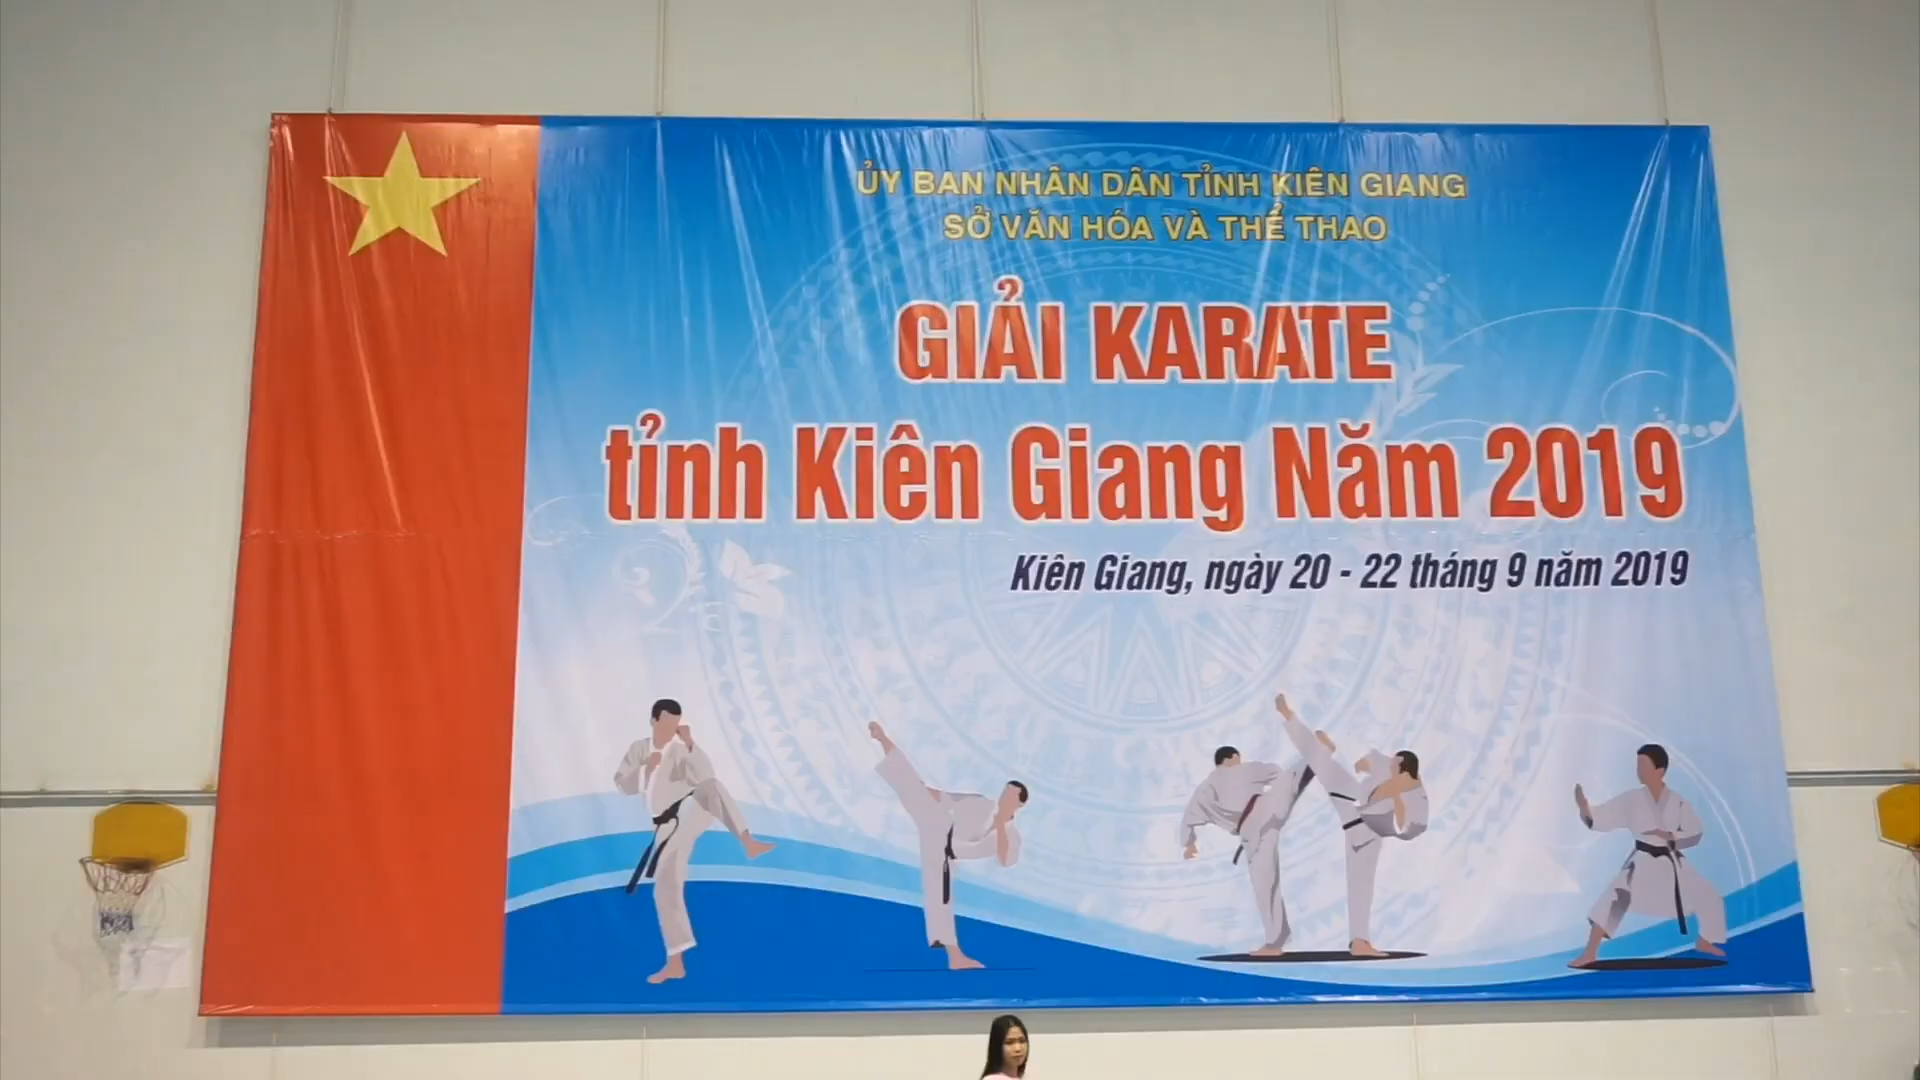 ỦY BAN NHÂN DÂN TỈNH KIÊN GIANG
SỞ VĂN HÓA VÀ THỂ THAO
GIẢI KARATE
tỉnh Kiên Giang Năm 2019
Kiên Giang, ngày 20 - 22 tháng 9 năm 2019